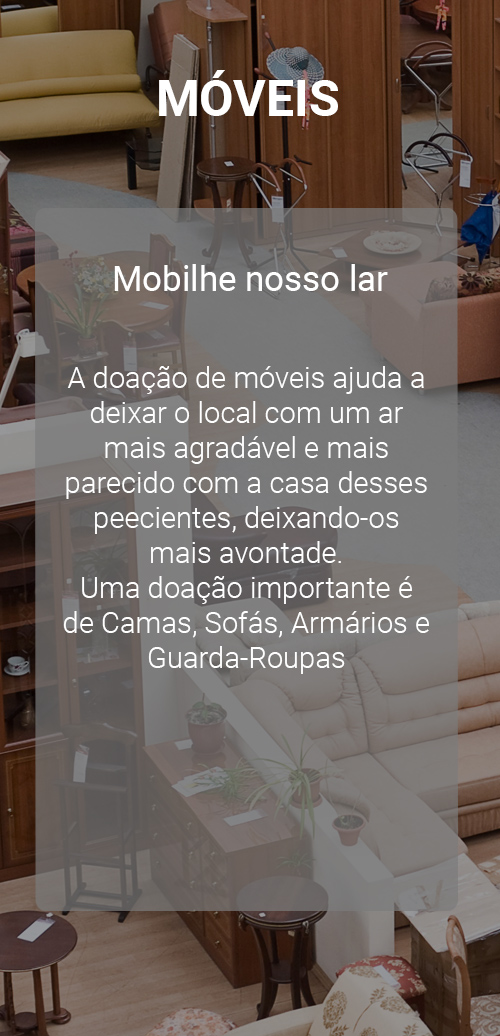 MÓVEIS
Mobilhe nosso lar
A doação de móveis ajuda a
deixar o local com um ar
mais agradável e mais
parecido com a casa desses
peecientes, deixando-os
mais avontade.
Uma doação importante é
de Camas, Sofás, Armários e
Guarda-Roupas